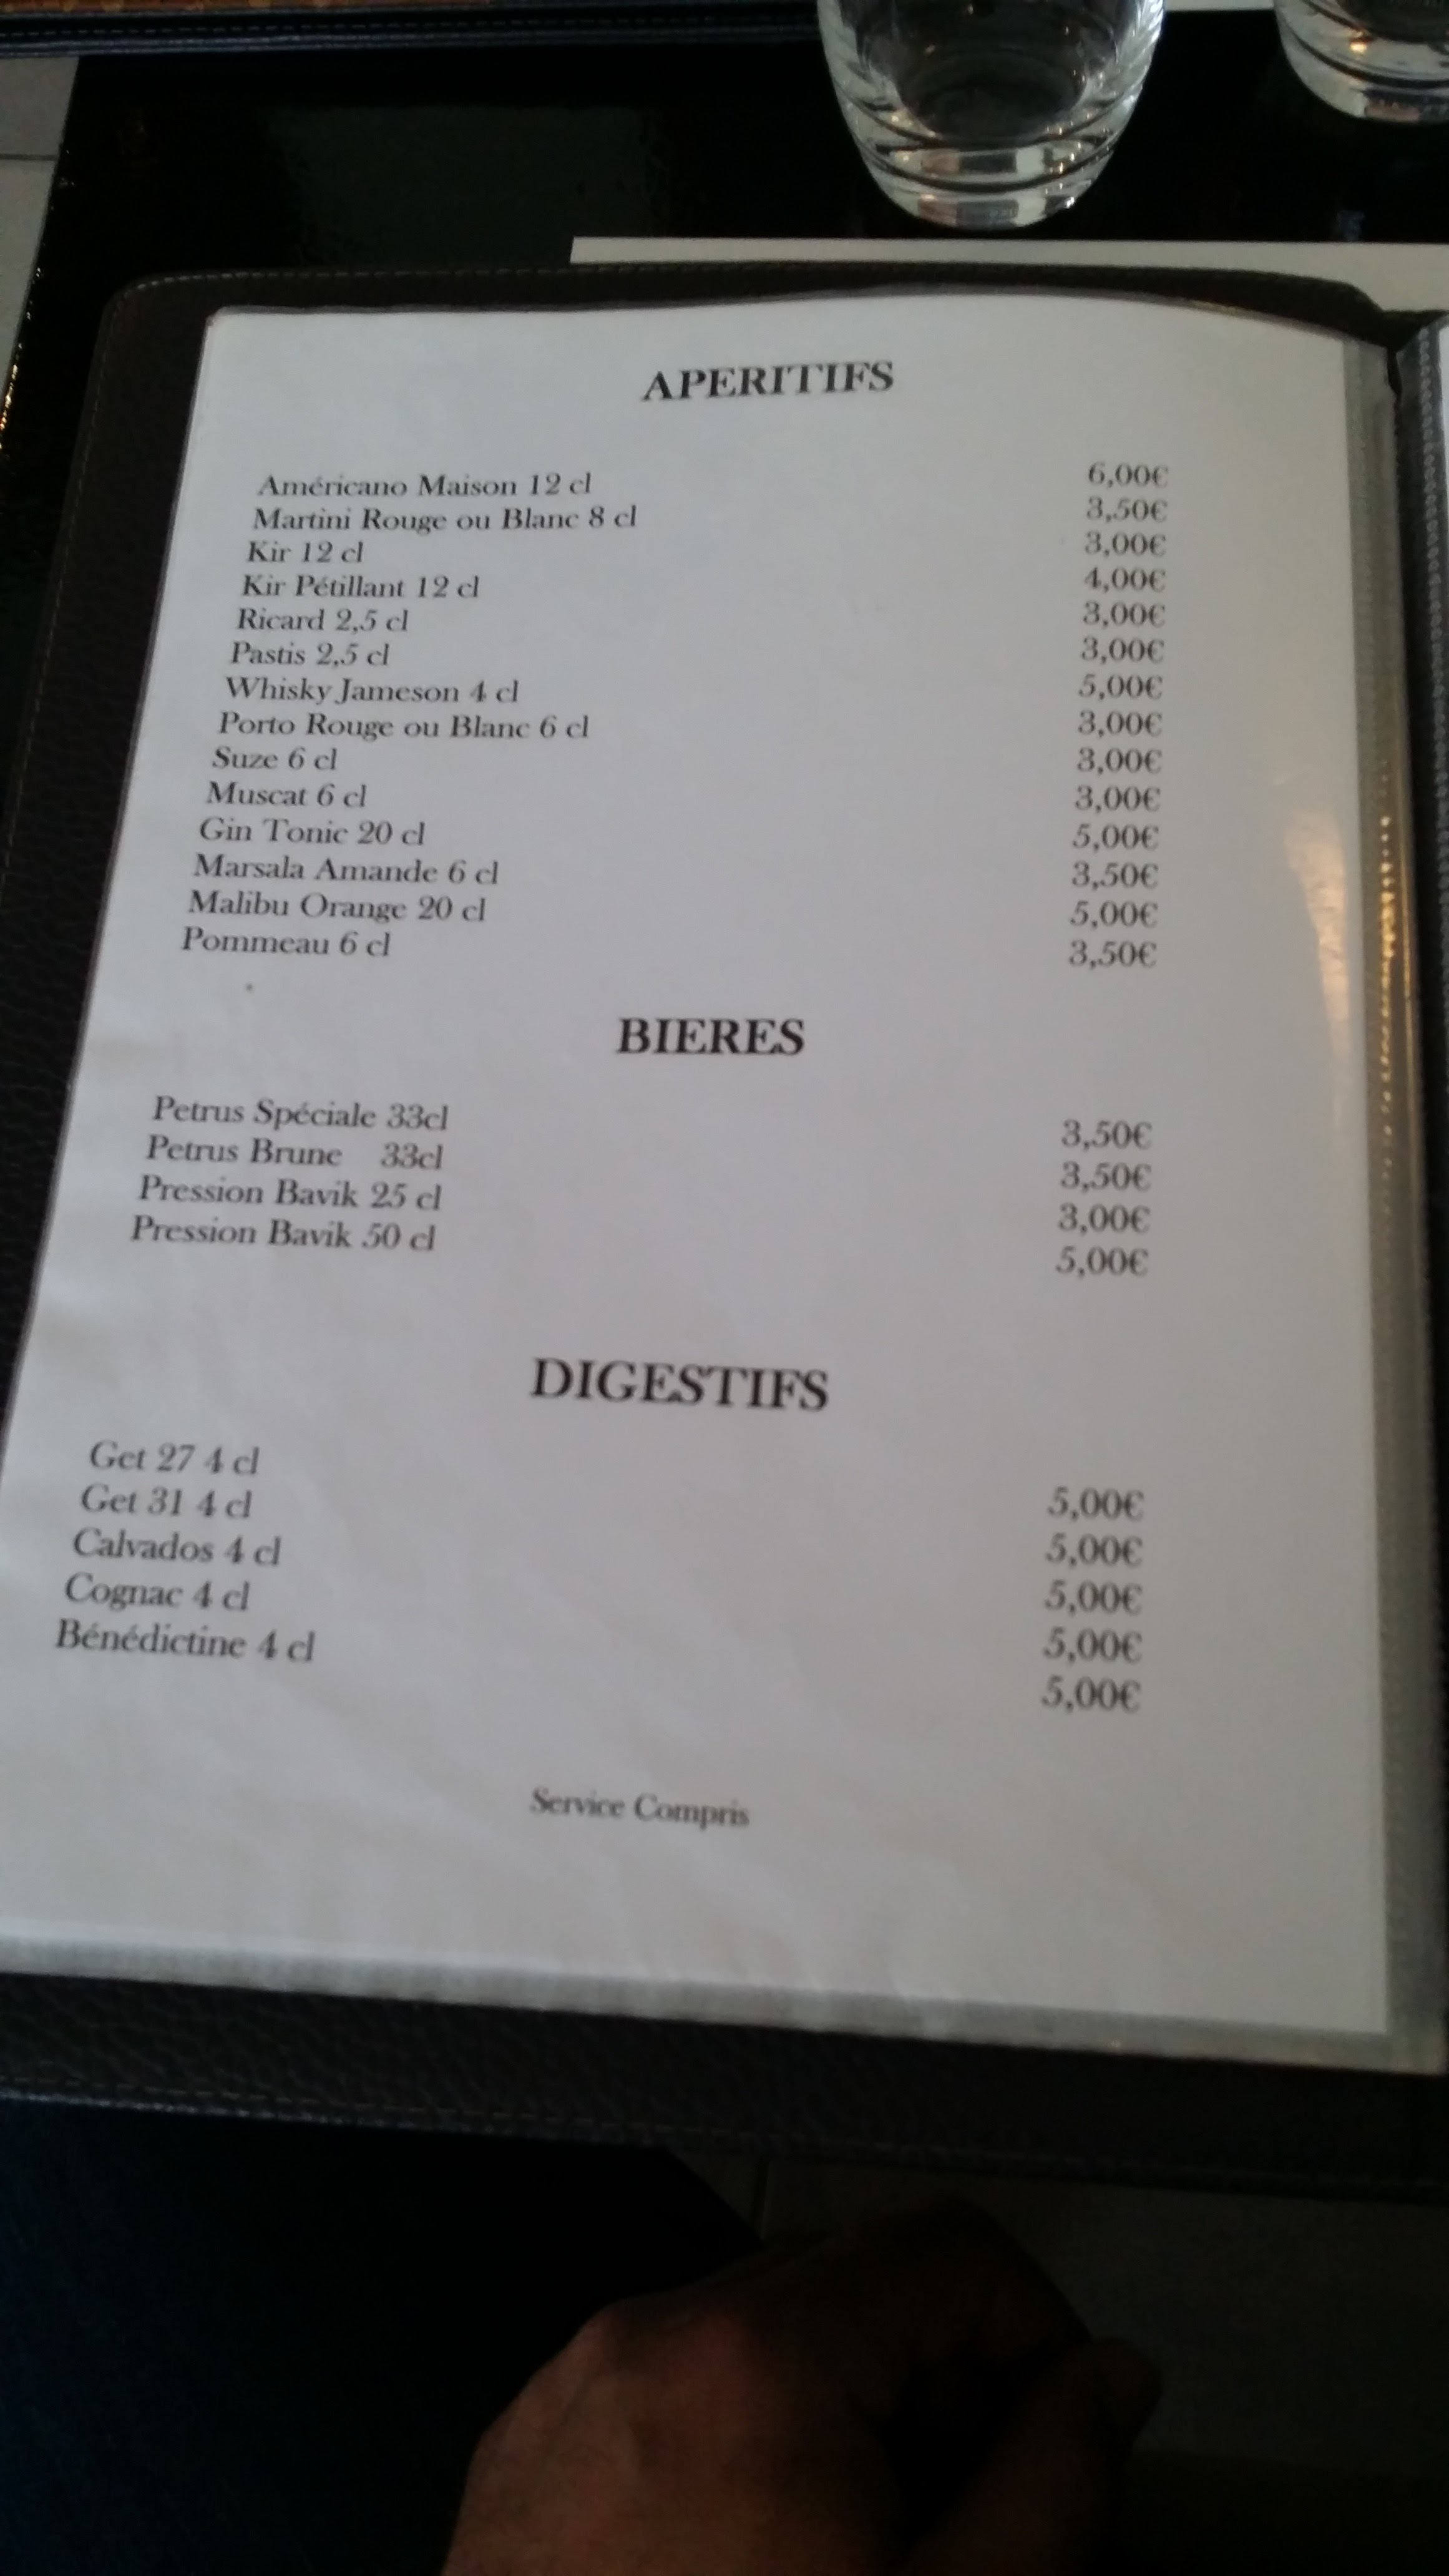 APERITIFS
Américano Maison 12 cl 6,00€
Martini Rouge ou Blanc 8 cl 3,50€
Kir 12 cl 3,00€
Kir Pétillant 12 cl 4,00€
Ricard 2,5 cl 3,00€
Pastis 2,5 cl 3,00€
Whisky Jameson 4 cl 5,00€
Porto Rouge ou Blanc 6 cl 3,00€
Suze 6 cl 3,00€
Muscat 6 cl 3,00€
Gin Tonic 20 cl 5,00€
Marsala Amande 6 cl 3,50€
Malibu Orange 20 cl 5,00€
Pommeau 6 cl 3,50€
BIERES
Petrus Spéciale 33cl 3,50€
Petrus Brune 33cl 3,50€
Pression Bavik 25 cl 3,00€
Pression Bavik 50 cl 5,00€
DIGESTIFS
Get 27 4 cl 5,00€
Get 31 4 cl 5,00€
Calvados 4 cl 5,00€
Cognac 4 cl 5,00€
Bénédictine 4 cl 5,00€
Service Compris